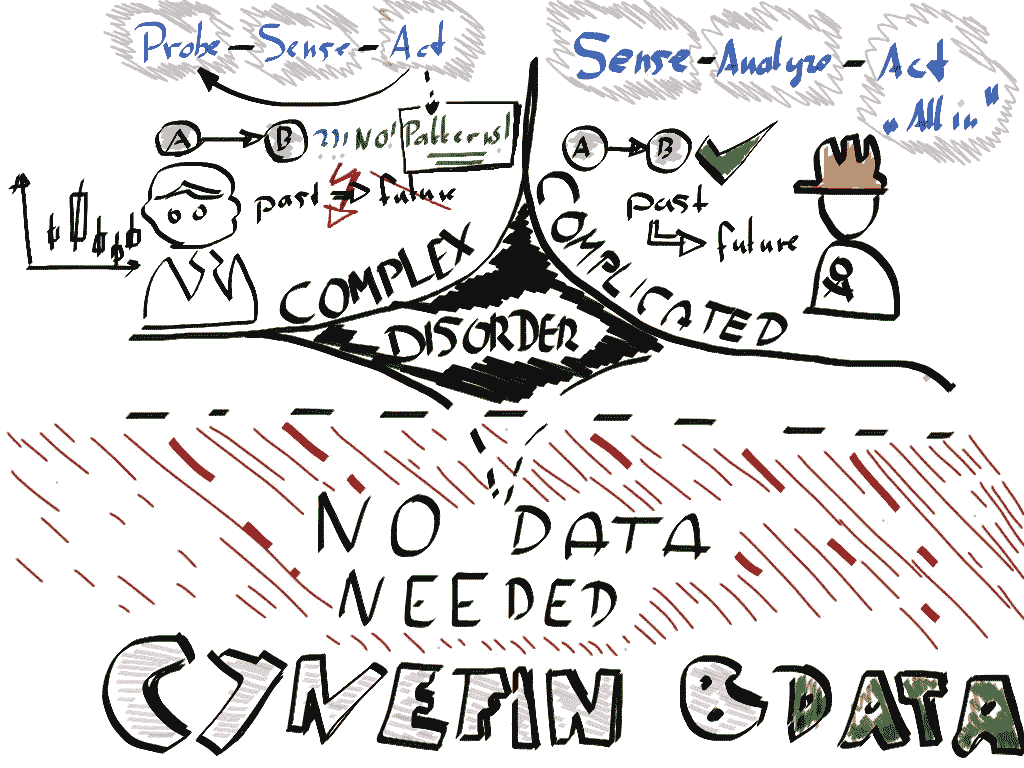 Probe - Sense - Act
A B ??? NO! Patterns!
past future
COMPLEX
Sense - Analyze - Act
"All in"
A B
past
future
COMPLICATED
DISORDER
NO DATA
NEEDED
CYNEFIN & DATA